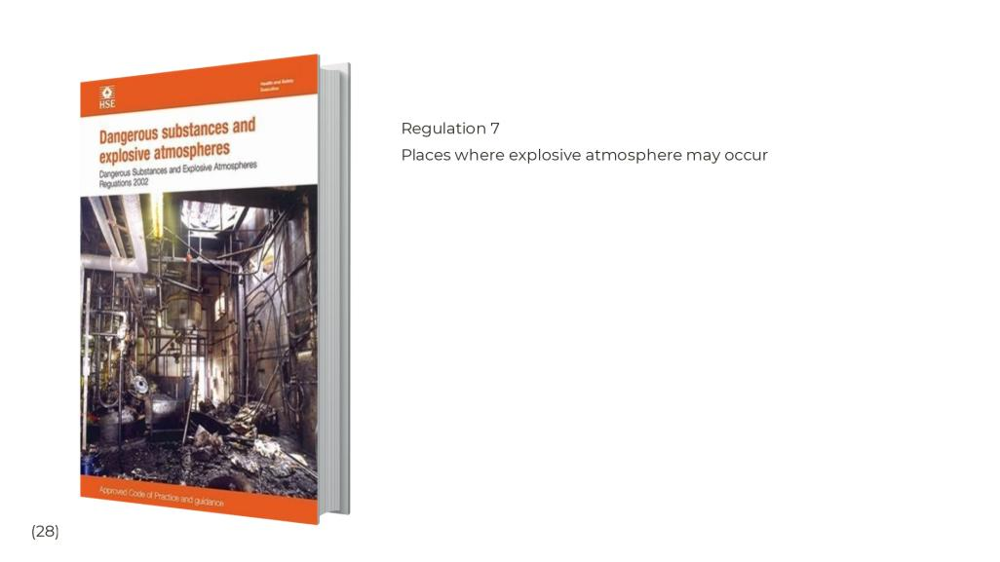 HSE
Health and Safety
Executive
Dangerous substances and
explosive atmospheres
Dangerous Substances and Explosive Atmospheres
Reguations 2002
Approved Code of Practice and guidance
Regulation 7
Places where explosive atmosphere may occur
(28)